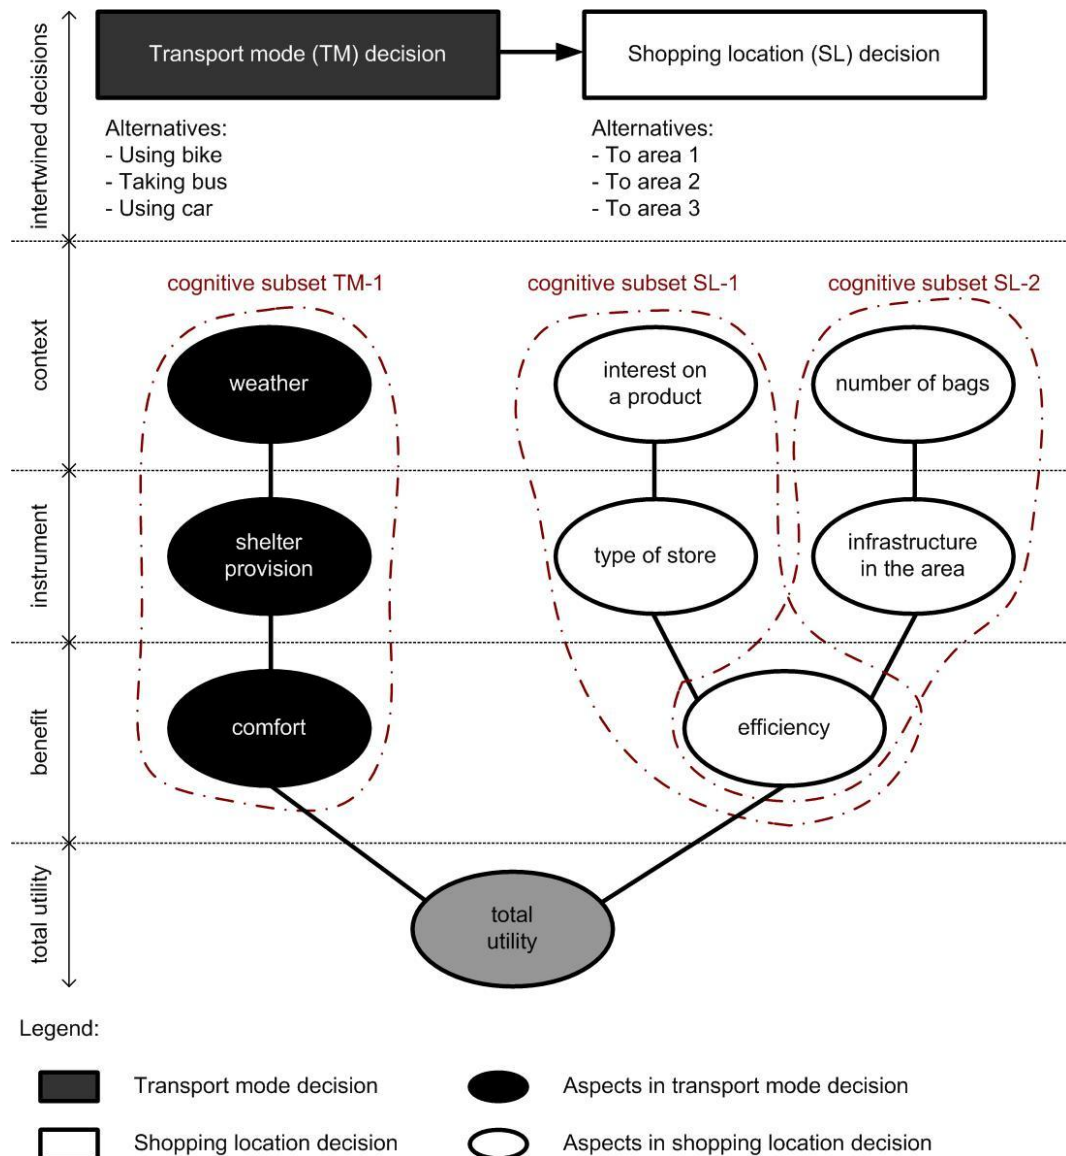 intertwined decisions
Transport mode (TM) decision
Shopping location (SL) decision
Alternatives:
- Using bike
- Taking bus
- Using car
Alternatives:
- To area 1
- To area 2
- To area 3
context
cognitive subset TM-1
cognitive subset SL-1
cognitive subset SL-2
weather
interest on
a product
number of bags
instrument
shelter
provision
type of store
infrastructure
in the area
benefit
comfort
efficiency
total utility
total
utility
Legend:
Transport mode decision
Aspects in transport mode decision
Shopping location decision
Aspects in shopping location decision